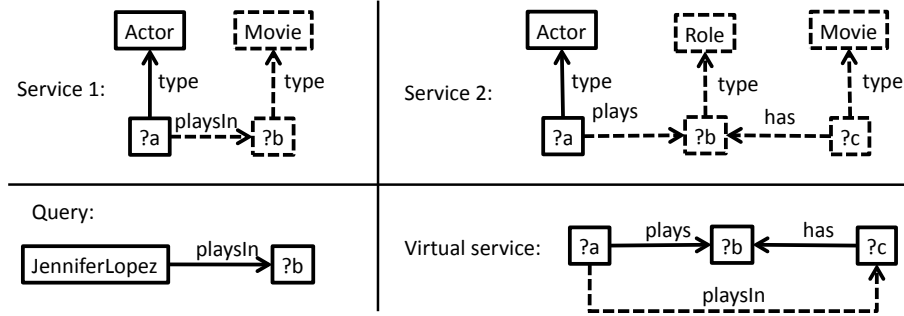 Actor
Movie
Service 1:
type
type
playsIn
?a
?b
Actor
Role
Movie
Service 2:
type
type
type
plays
has
?a
?b
?c
Query:
JenniferLopez
playsIn
?b
Virtual service:
?a
plays
?b
has
?c
playsIn